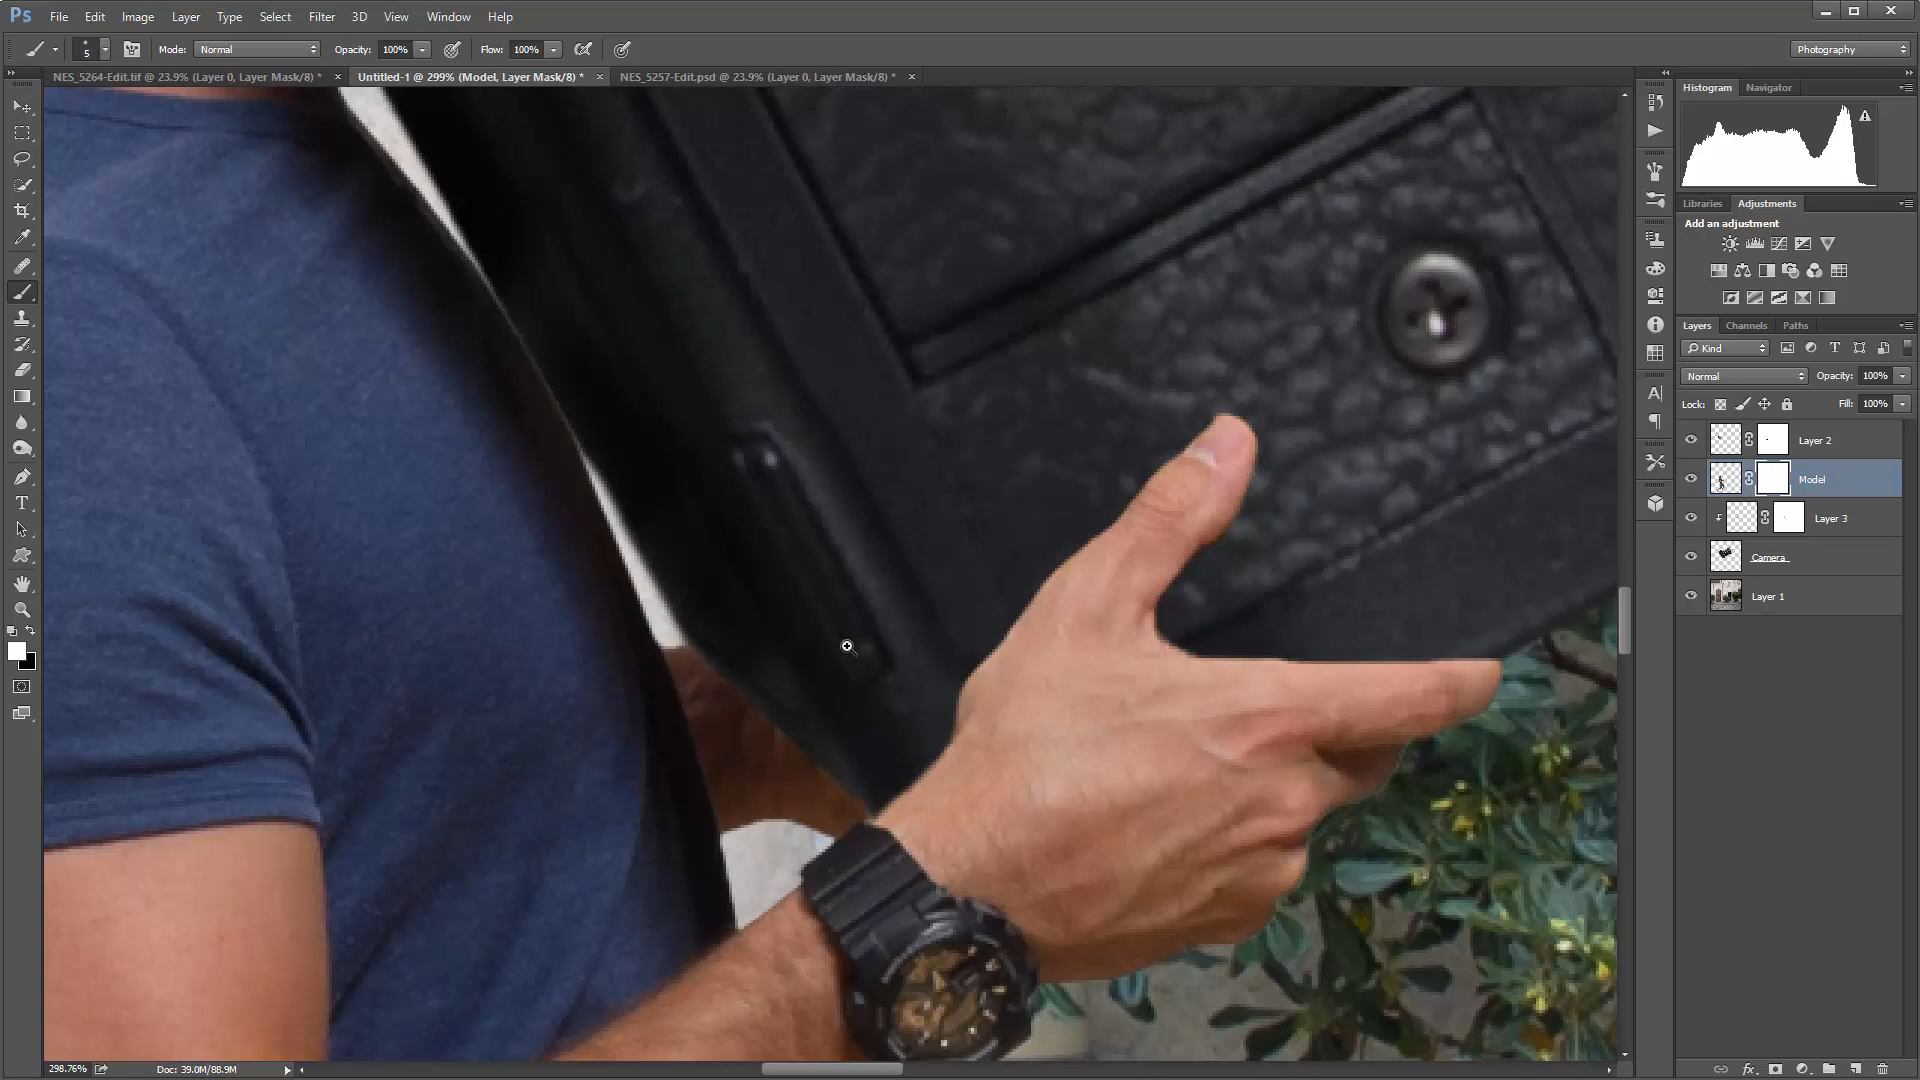 Ps File Edit Image Layer Type Select Filter 3D View Window Help
5 Mode: Normal Opacity: 100% Flow: 100% Photography
NES_5264-Edit.tif @ 23.9% (Layer 0, Layer Mask/8) * × Untitled-1 @ 299% (Model, Layer Mask/8) * × NES_5257-Edit.psd @ 23.9% (Layer 0, Layer Mask/8) * ×
Histogram Navigator
Libraries Adjustments
Add an adjustment
Layers Channels Paths
Kind
Normal Opacity: 100%
Lock: Fill: 100%
Layer 2
Model
Layer 3
Camera
Layer 1
298.76% Doc: 39.0M/88.9M